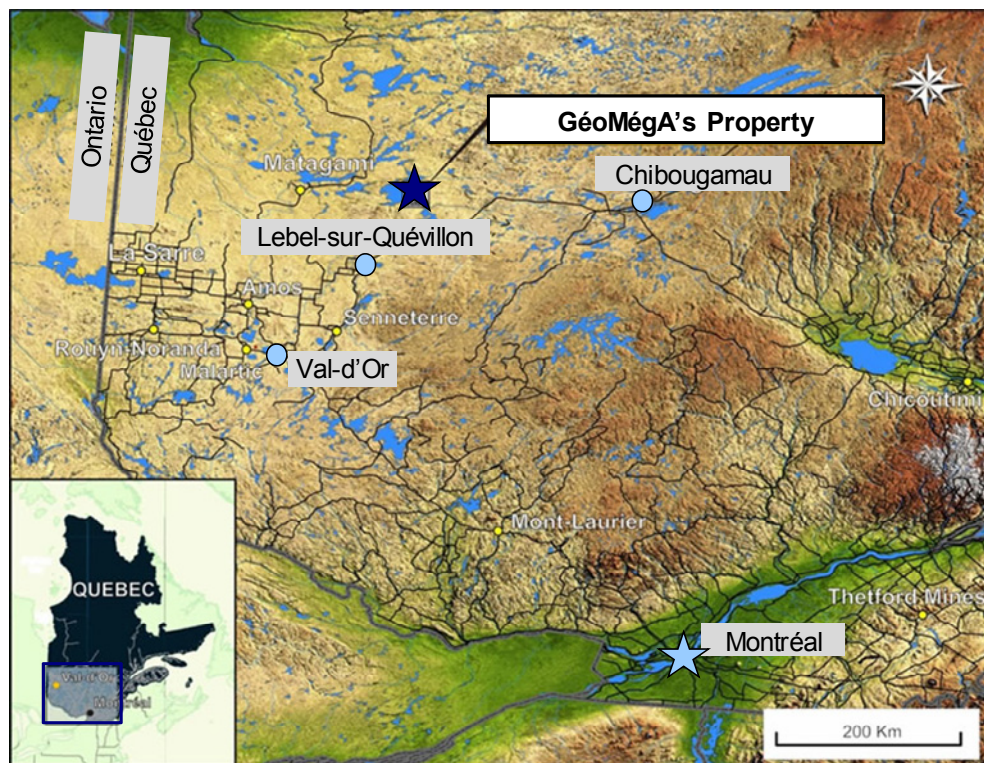 Ontario
Québec
GéoMégA's Property
Matagami
Chibougamau
Lebel-sur-Quévillon
La Sarre
Amos
Senneterre
Rouyn-Noranda
Malartic
Val-d'Or
Chicoutimi
Mont-Laurier
QUEBEC
Thetford Mines
Montréal
Val-d'Or
Montréal
200 Km